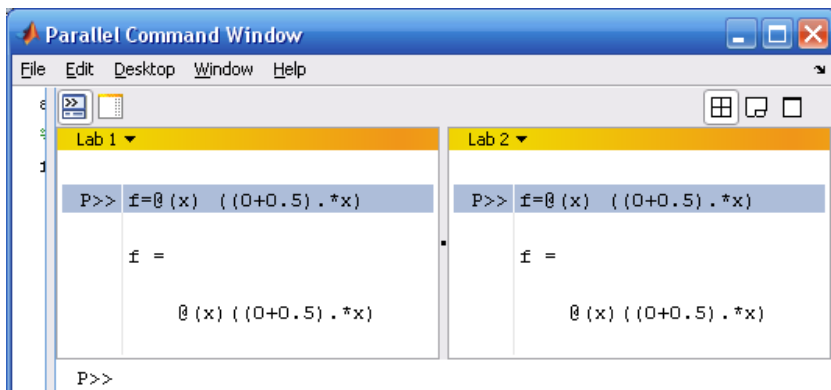 Parallel Command Window
File Edit Desktop Window Help
Lab 1
P>> f=@(x) ((0+0.5).*x)
f =
@(x)((0+0.5).*x)
Lab 2
P>> f=@(x) ((0+0.5).*x)
f =
@(x)((0+0.5).*x)
P>>